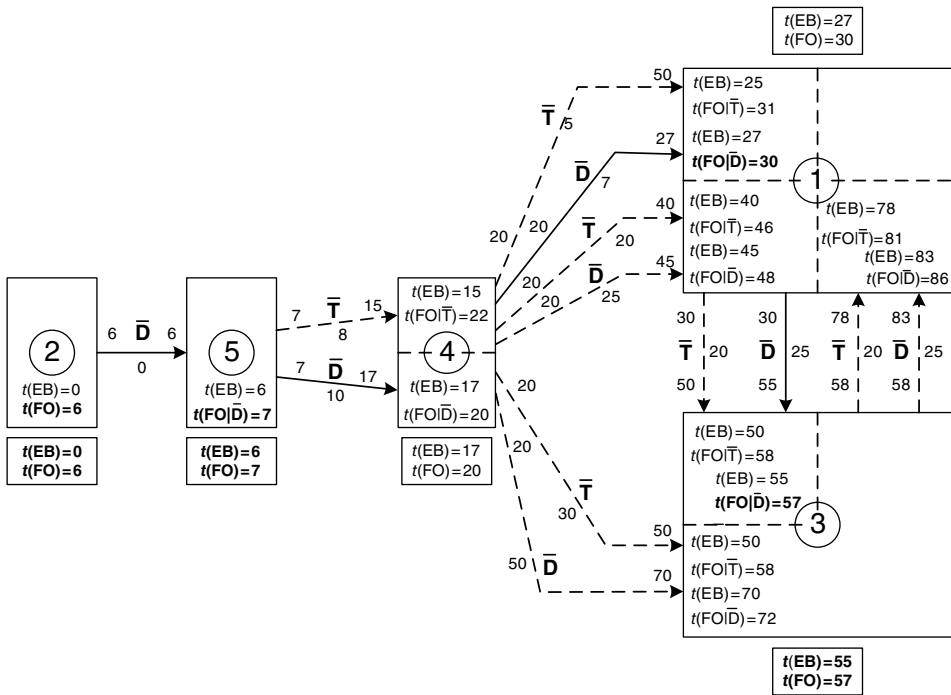 t(EB)=27
t(FO)=30
50
t(EB)=25
t(FO|T̅)=31
T̅
5
t(EB)=27
t(FO|D̅)=30
27
D̅
7
1
20
20
40
t(EB)=40
t(FO|T̅)=46
T̅
20
t(EB)=78
t(FO|T̅)=81
45
t(EB)=45
t(FO|D̅)=48
D̅
25
20
20
t(EB)=83
t(FO|D̅)=86
2
t(EB)=0
t(FO)=6
t(EB)=0
t(FO)=6
6
D̅
6
0
5
t(EB)=6
t(FO|D̅)=7
t(EB)=6
t(FO)=7
7
T̅
15
8
7
D̅
17
10
t(EB)=15
t(FO|T̅)=22
4
t(EB)=17
t(FO|D̅)=20
t(EB)=17
t(FO)=20
30
T̅
20
50
30
D̅
25
55
78
T̅
20
58
83
D̅
25
58
20
T̅
30
50
20
D̅
50
70
t(EB)=50
t(FO|T̅)=58
t(EB)=55
t(FO|D̅)=57
3
t(EB)=50
t(FO|T̅)=58
t(EB)=70
t(FO|D̅)=72
t(EB)=55
t(FO)=57